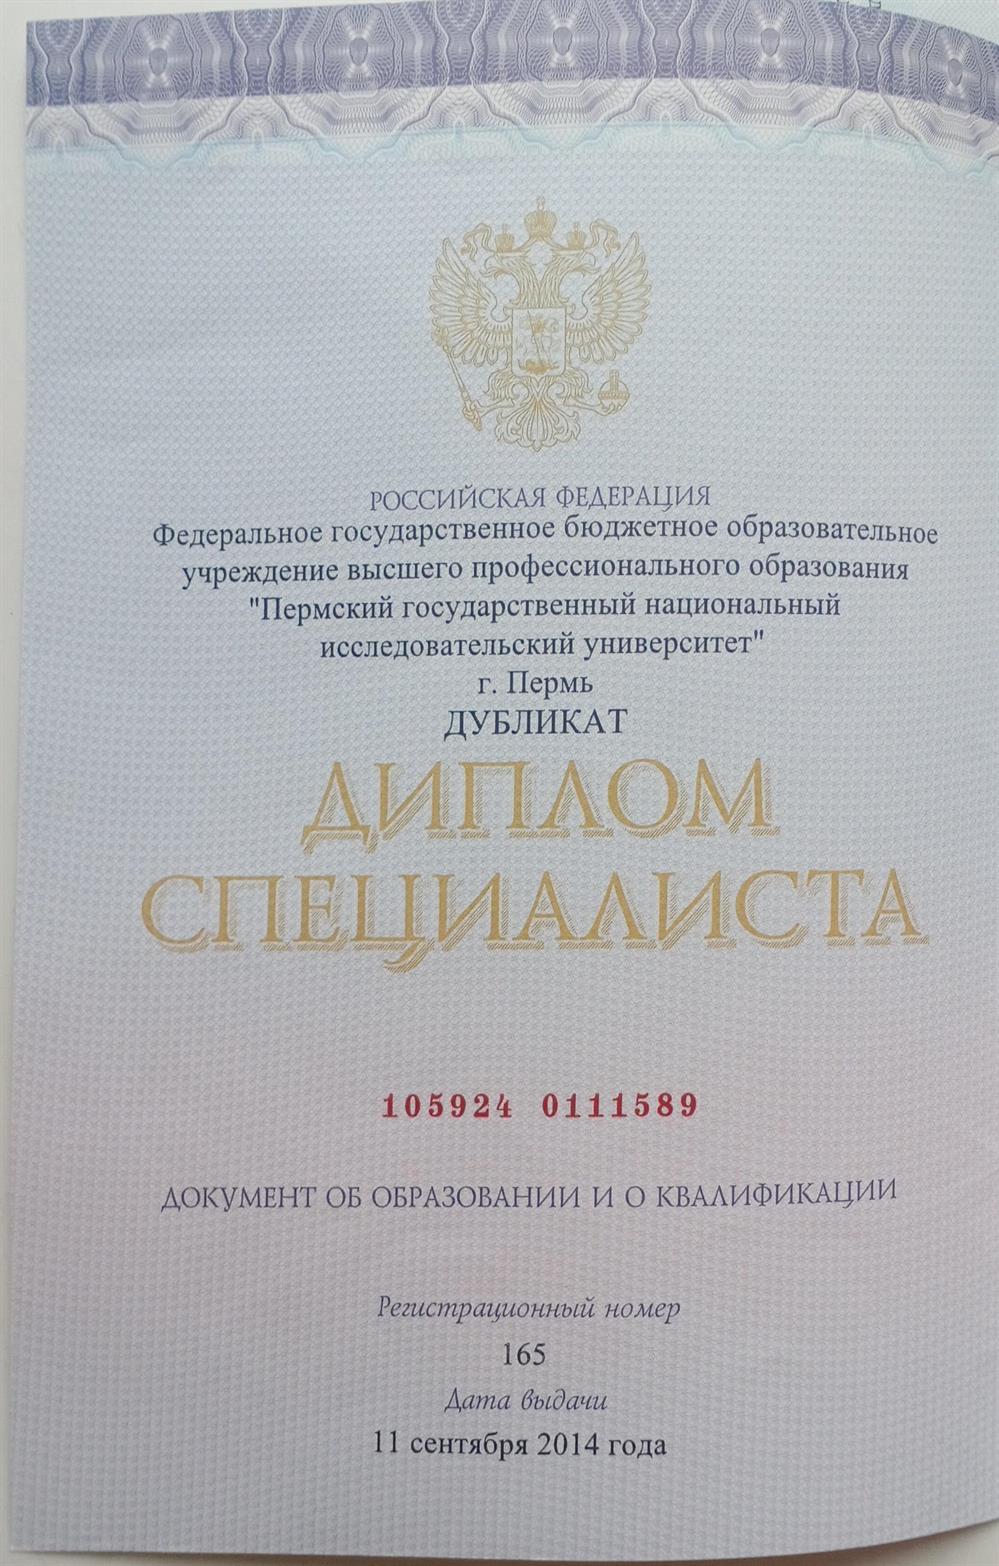 РОССИЙСКАЯ ФЕДЕРАЦИЯ
Федеральное государственное бюджетное образовательное
учреждение высшего профессионального образования
"Пермский государственный национальный
исследовательский университет"
г. Пермь
ДУБЛИКАТ
ДИПЛОМ
СПЕЦИАЛИСТА
105924 0111589
ДОКУМЕНТ ОБ ОБРАЗОВАНИИ И О КВАЛИФИКАЦИИ
Регистрационный номер
165
Дата выдачи
11 сентября 2014 года